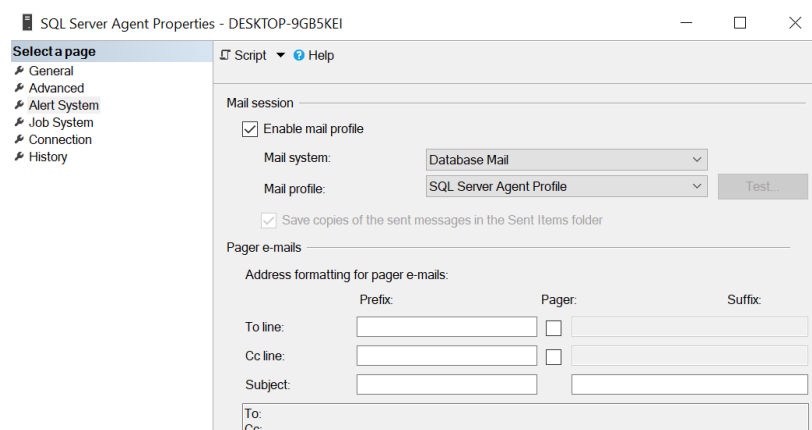 SQL Server Agent Properties - DESKTOP-9GB5KEI
Select a page
General
Advanced
Alert System
Job System
Connection
History
Script Help
Mail session
Enable mail profile
Mail system: Database Mail
Mail profile: SQL Server Agent Profile Test...
Save copies of the sent messages in the Sent Items folder
Pager e-mails
Address formatting for pager e-mails:
Prefix: Pager: Suffix:
To line:
Cc line:
Subject:
To:
Cc: